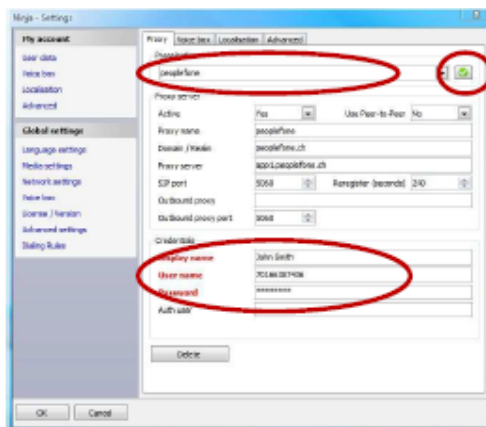 Ninja - Settings
My account
User data
Voice box
Localisation
Advanced
Global settings
Language settings
Media settings
Network settings
Voice box
License / Version
Advanced settings
Dialing Rules
Proxy Voice box Localisation Advanced
peoplefone
Proxy server
Active Yes Use Peer-to-Peer No
Proxy name peoplefone
Domain / Realm peoplefone.ch
Proxy server peoplefone.ch
SIP port 5060 Reregister (seconds) 240
Outbound proxy
Outbound proxy port 5060
Credentials
Display name John Smith
User name
Password *********
Auth user
Delete
OK Cancel